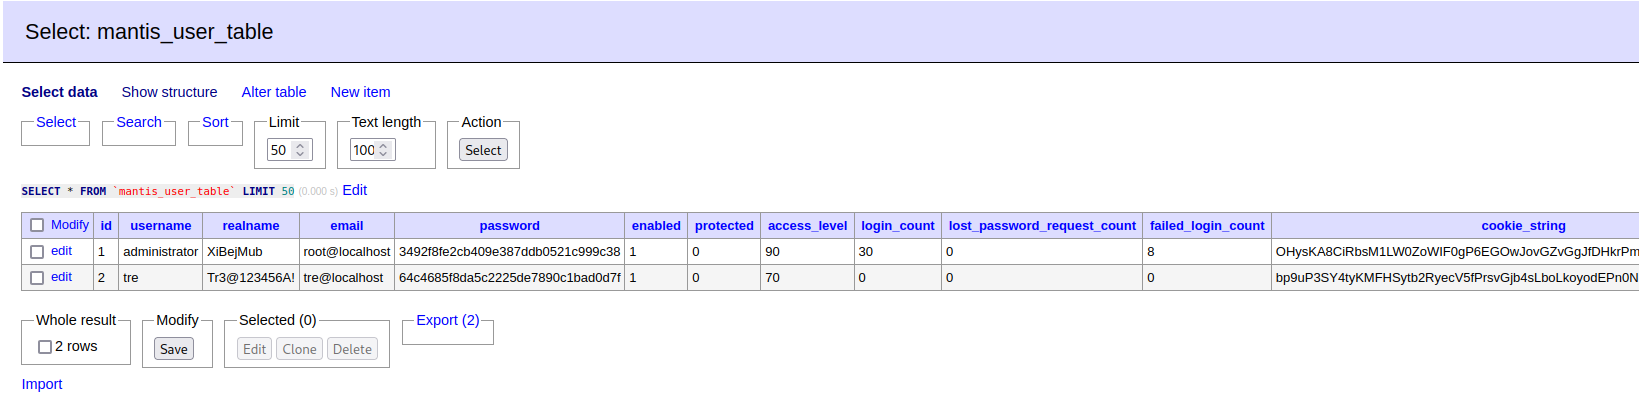 Select: mantis_user_table
Select data Show structure Alter table New item
Select Search Sort Limit Text length Action
50 100 Select
SELECT * FROM `mantis_user_table` LIMIT 50 (0.000 s) Edit
Modify id username realname email password enabled protected access_level login_count lost_password_request_count failed_login_count cookie_string
edit 1 administrator XiBejMub root@localhost 3492f8fe2cb409e387ddb0521c999c38 1 0 90 30 0 8 OHysKA8CiRbsM1LW0ZoWIF0gP6EGOwJovGZvGgJfDHkrPm
edit 2 tre Tr3@123456A! tre@localhost 64c4685f8da5c2225de7890c1bad0d7f 1 0 70 0 0 0 bp9uP3SY4tyKMFHSytb2RyecV5fPrsvGjb4sLboLkoyodEPn0N
Whole result Modify Selected (0) Export (2)
2 rows Save Edit Clone Delete
Import